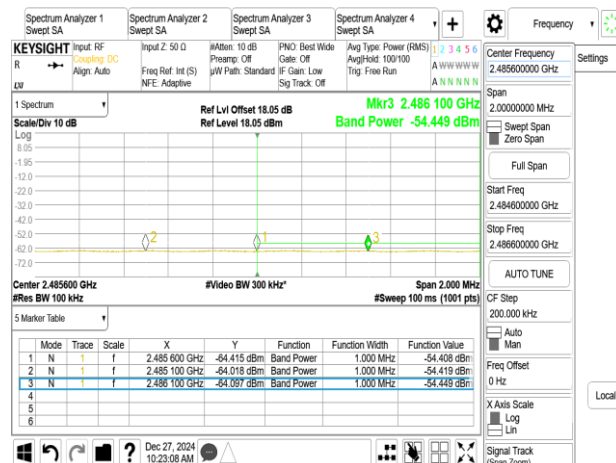 Spectrum Analyzer 1
Swept SA
Spectrum Analyzer 2
Swept SA
Spectrum Analyzer 3
Swept SA
Spectrum Analyzer 4
Swept SA
+
Frequency
KEYSIGHT
R
LXI
Input: RF
Coupling: DC
Align: Auto
Input Z: 50 Ω
Freq Ref: Int (S)
NFE: Adaptive
#Atten: 10 dB
Preamp: Off
µW Path: Standard
PNO: Best Wide
Gate: Off
IF Gain: Low
Sig Track: Off
Avg Type: Power (RMS)
Avg|Hold: 100/100
Trig: Free Run
1 2 3 4 5 6
A W W W W W
A N N N N N
1 Spectrum
Scale/Div 10 dB
Ref Lvl Offset 18.05 dB
Ref Level 18.05 dBm
Mkr3 2.486 100 GHz
Band Power -54.449 dBm
Log
8.05
-1.95
-12.0
-22.0
-32.0
-42.0
-52.0
-62.0
-72.0
2
1
3
Center 2.485600 GHz
#Res BW 100 kHz
#Video BW 300 kHz*
Span 2.000 MHz
#Sweep 100 ms (1001 pts)
5 Marker Table
Mode Trace Scale X Y Function Function Width Function Value
1 N 1 f 2.485 600 GHz -64.415 dBm Band Power 1.000 MHz -54.408 dBm
2 N 1 f 2.485 100 GHz -64.018 dBm Band Power 1.000 MHz -54.419 dBm
3 N 1 f 2.486 100 GHz -64.097 dBm Band Power 1.000 MHz -54.449 dBm
4
5
6
?
Dec 27, 2024
10:23:08 AM
Center Frequency
2.485600000 GHz
Settings
Span
2.00000000 MHz
Swept Span
Zero Span
Full Span
Start Freq
2.484600000 GHz
Stop Freq
2.486600000 GHz
AUTO TUNE
CF Step
200.000 kHz
Auto
Man
Freq Offset
0 Hz
X Axis Scale
Log
Lin
Local
Signal Track
(Span Zoom)